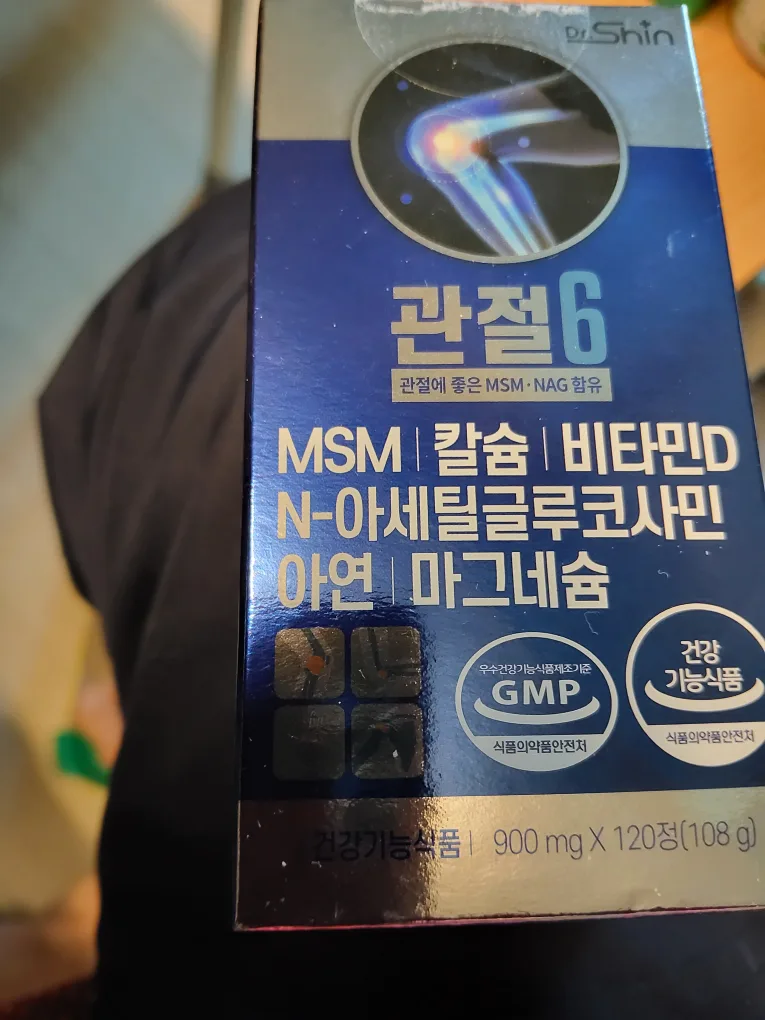 Dr.Shin
관절6
관절에 좋은 MSM·NAG 함유
MSM | 칼슘 | 비타민D
N-아세틸글루코사민
아연 | 마그네슘
우수건강기능식품제조기준
GMP
식품의약품안전처
건강
기능식품
식품의약품안전처
건강기능식품 | 900 mg X 120정(108 g)